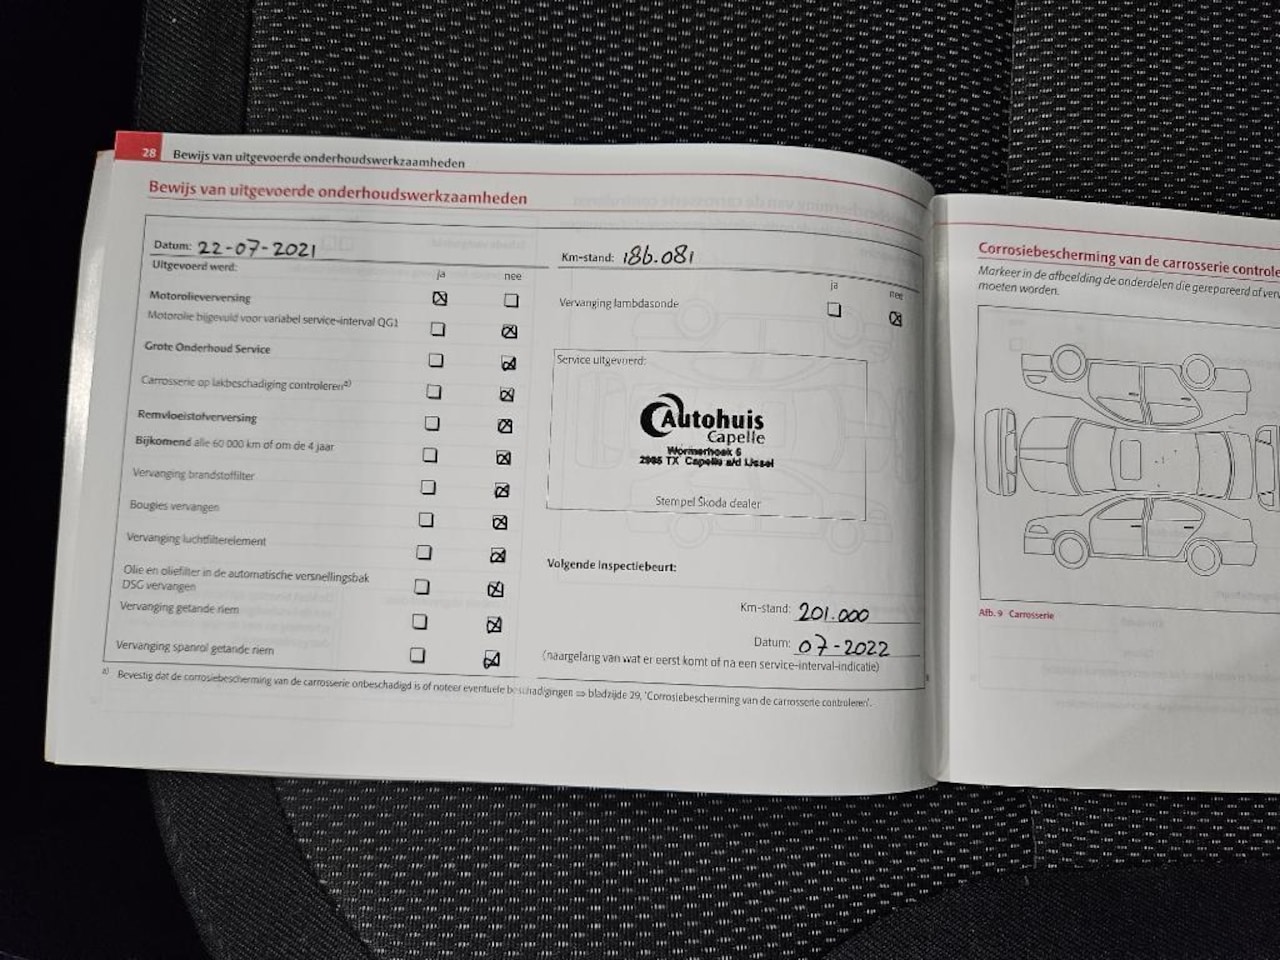 28 Bewijs van uitgevoerde onderhoudswerkzaamheden
Bewijs van uitgevoerde onderhoudswerkzaamheden
Datum: 22-07-2021
Uitgevoerd werd:
ja nee
Motorolieverversing
Motorolie bijgevuld voor variabel service-interval QG1
Grote Onderhoud Service
Carrosserie op lakbeschadiging controleren a)
Remvloeistofverversing
Bijkomend alle 60 000 km of om de 4 jaar
Vervanging brandstoffilter
Bougies vervangen
Vervanging luchtfilterelement
Olie en oliefilter in de automatische versnellingsbak
DSG vervangen
Vervanging getande riem
Vervanging spanrol getande riem
Km-stand: 186.081
ja nee
Vervanging lambdasonde
Service uitgevoerd:
Autohuis
Capelle
Wormerhoek 6
2905 TX Capelle a/d IJssel
Stempel Škoda dealer
Volgende inspectiebeurt:
Km-stand: 201.000
Datum: 07-2022
(naargelang van wat er eerst komt of na een service-interval-indicatie)
a) Bevestig dat de corrosiebescherming van de carrosserie onbeschadigd is of noteer eventuele beschadigingen ⇒ bladzijde 29, 'Corrosiebescherming van de carrosserie controleren'.
Corrosiebescherming van de carrosserie controle
Markeer in de afbeelding de onderdelen die gerepareerd of ver
moeten worden.
Afb. 9 Carrosserie